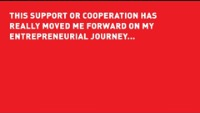 THIS SUPPORT OR COOPERATION HAS
REALLY MOVED ME FORWARD ON MY
ENTREPRENEURIAL JOURNEY...